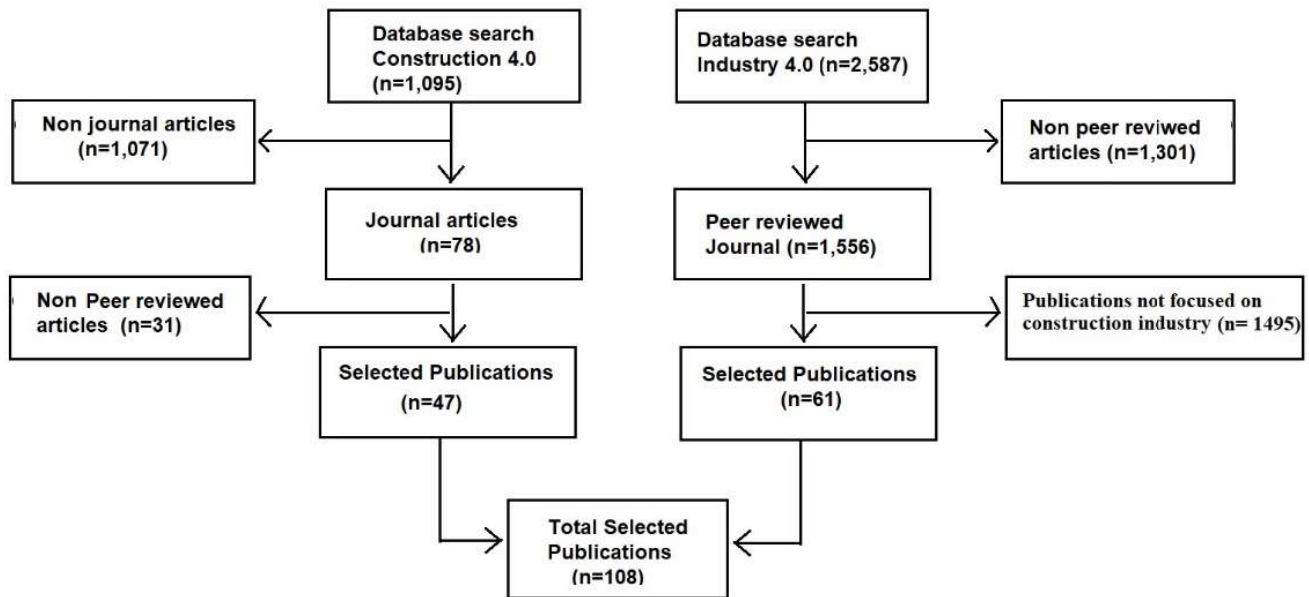 Database search
Construction 4.0
(n=1,095)
Database search
Industry 4.0 (n=2,587)
Non journal articles
(n=1,071)
Non peer reviwed
articles (n=1,301)
Journal articles
(n=78)
Peer reviewed
Journal (n=1,556)
Non Peer reviewed
articles (n=31)
Publications not focused on
construction industry (n= 1495)
Selected Publications
(n=47)
Selected Publications
(n=61)
Total Selected
Publications
(n=108)